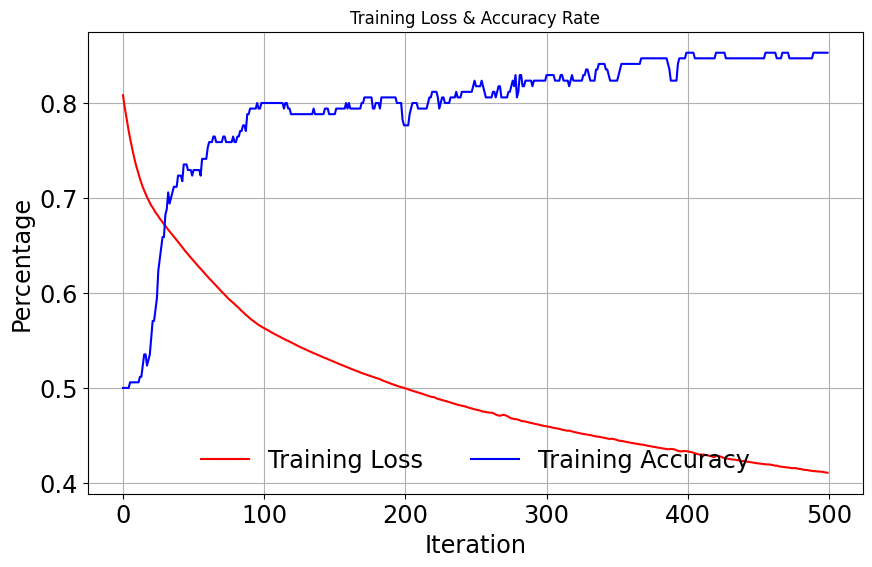 Training Loss & Accuracy Rate
Percentage
0.8
0.7
0.6
0.5
0.4
Training Loss
Training Accuracy
0 100 200 300 400 500
Iteration